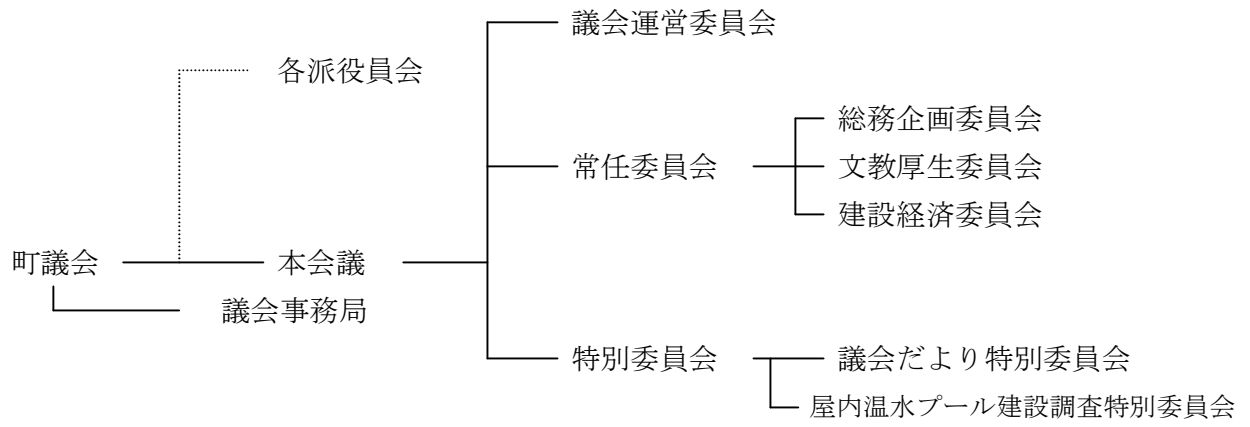 議会運営委員会
各派役員会
総務企画委員会
常任委員会
文教厚生委員会
建設経済委員会
町議会
本会議
議会事務局
特別委員会
議会だより特別委員会
屋内温水プール建設調査特別委員会